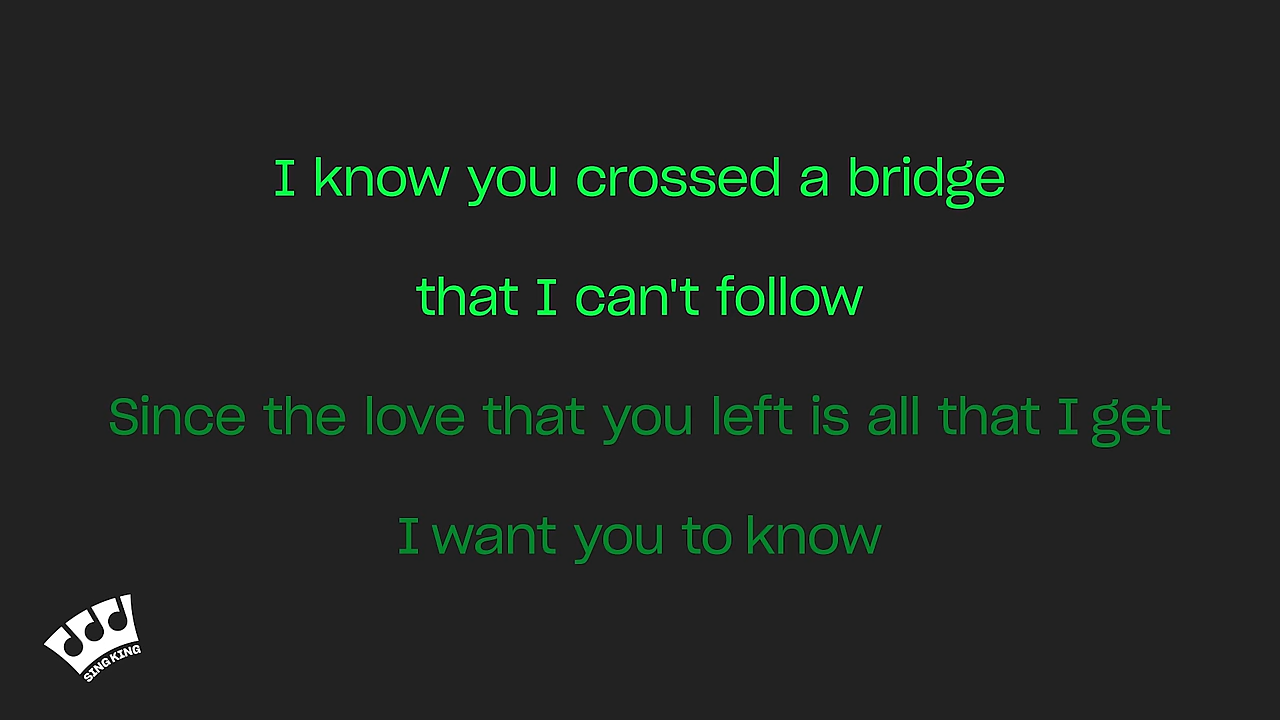 I know you crossed a bridge
that I can't follow
Since the love that you left is all that I get
I want you to know
SING KING